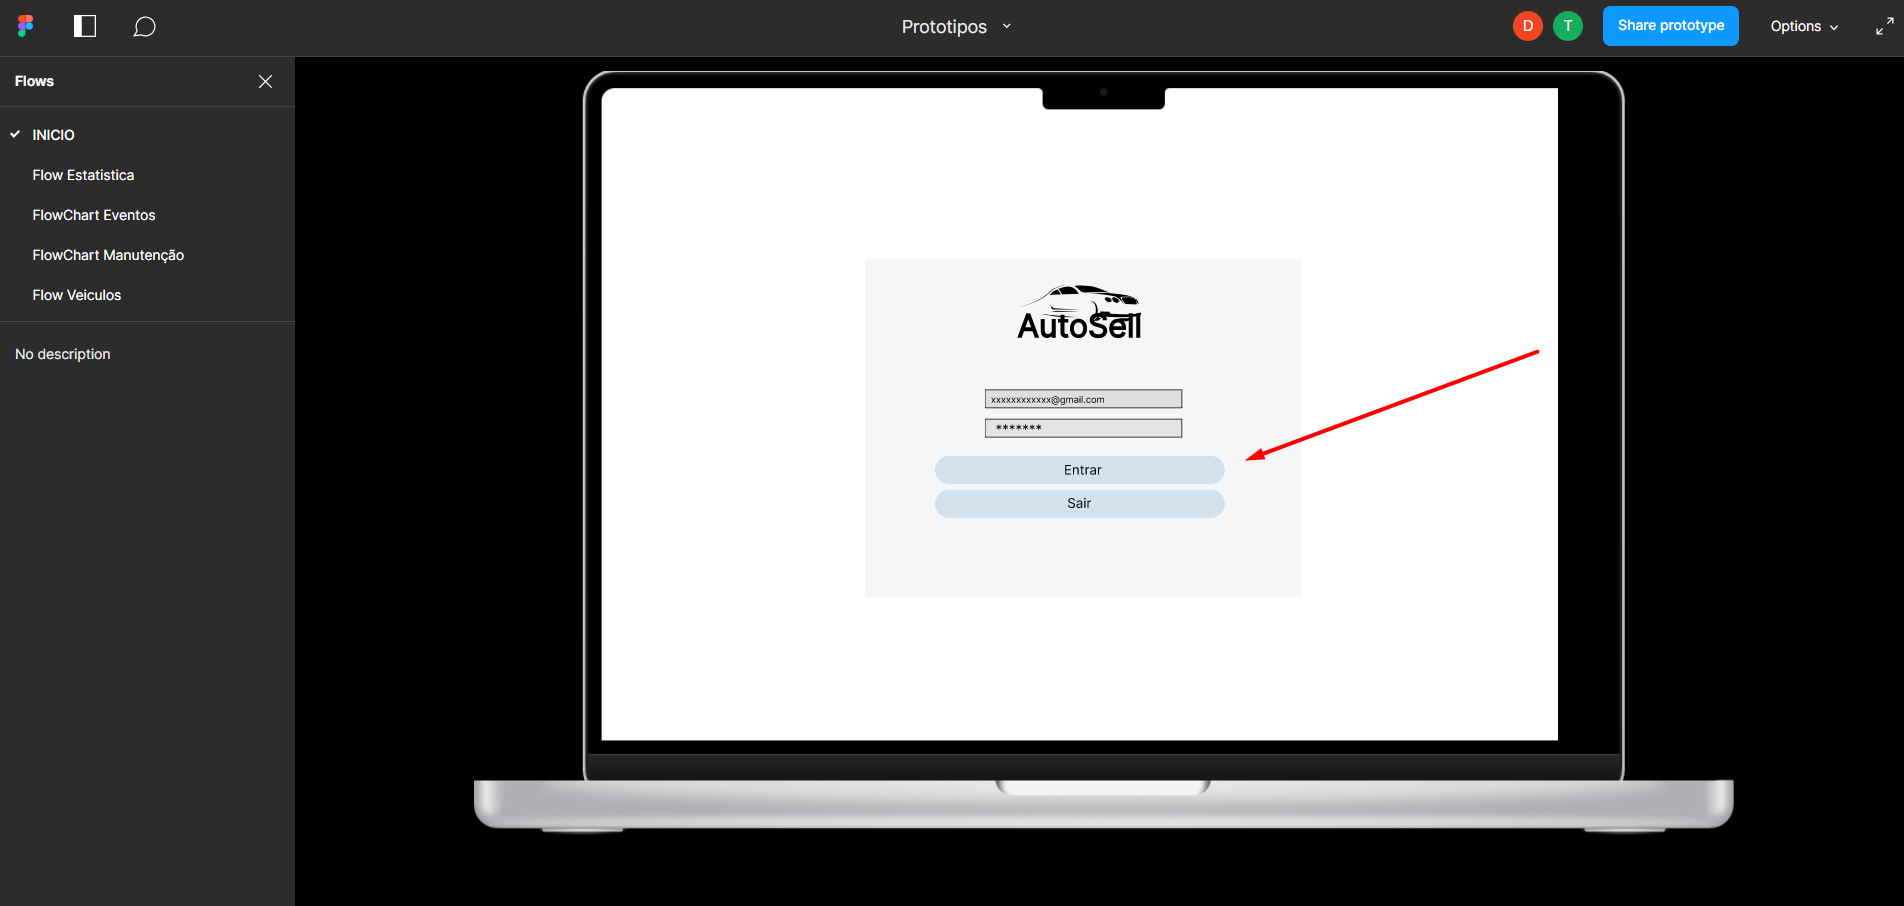 Prototipos
D
T
Share prototype
Options
Flows
INICIO
Flow Estatistica
FlowChart Eventos
FlowChart Manutenção
Flow Veiculos
No description
AutoSell
xxxxxxxxxxxx@gmail.com
*******
Entrar
Sair